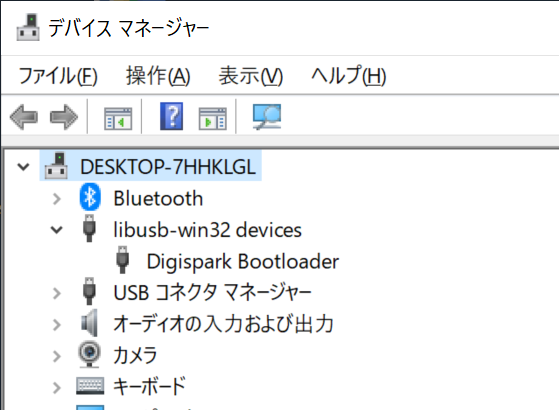 デバイス マネージャー
ファイル(F) 操作(A) 表示(V) ヘルプ(H)
DESKTOP-7HHKLGL
Bluetooth
libusb-win32 devices
Digispark Bootloader
USB コネクタ マネージャー
オーディオの入力および出力
カメラ
キーボード